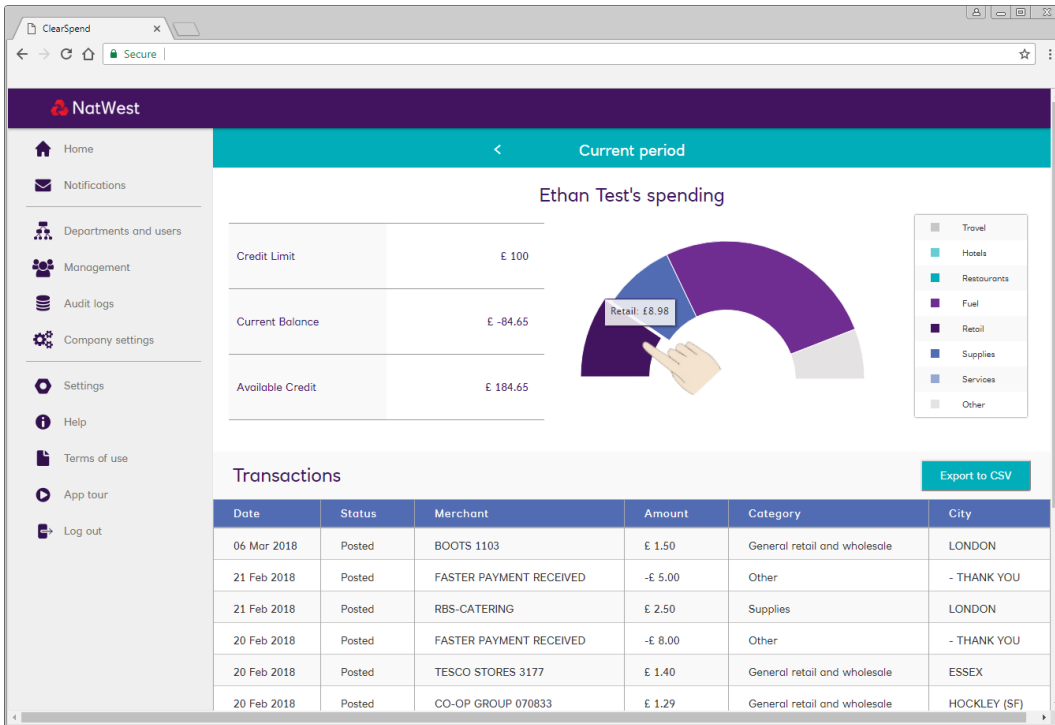 ClearSpend
Secure
NatWest
Home
Notifications
Departments and users
Management
Audit logs
Company settings
Settings
Help
Terms of use
App tour
Log out
Current period
Ethan Test's spending
Credit Limit £ 100
Current Balance £ -84.65
Available Credit £ 184.65
Retail: £8.98
Travel
Hotels
Restaurants
Fuel
Retail
Supplies
Services
Other
Transactions
Export to CSV
Date Status Merchant Amount Category City
06 Mar 2018 Posted BOOTS 1103 £ 1.50 General retail and wholesale LONDON
21 Feb 2018 Posted FASTER PAYMENT RECEIVED -£ 5.00 Other - THANK YOU
21 Feb 2018 Posted RBS-CATERING £ 2.50 Supplies LONDON
20 Feb 2018 Posted FASTER PAYMENT RECEIVED -£ 8.00 Other - THANK YOU
20 Feb 2018 Posted TESCO STORES 3177 £ 1.40 General retail and wholesale ESSEX
20 Feb 2018 Posted CO-OP GROUP 070833 £ 1.29 General retail and wholesale HOCKLEY (SF)